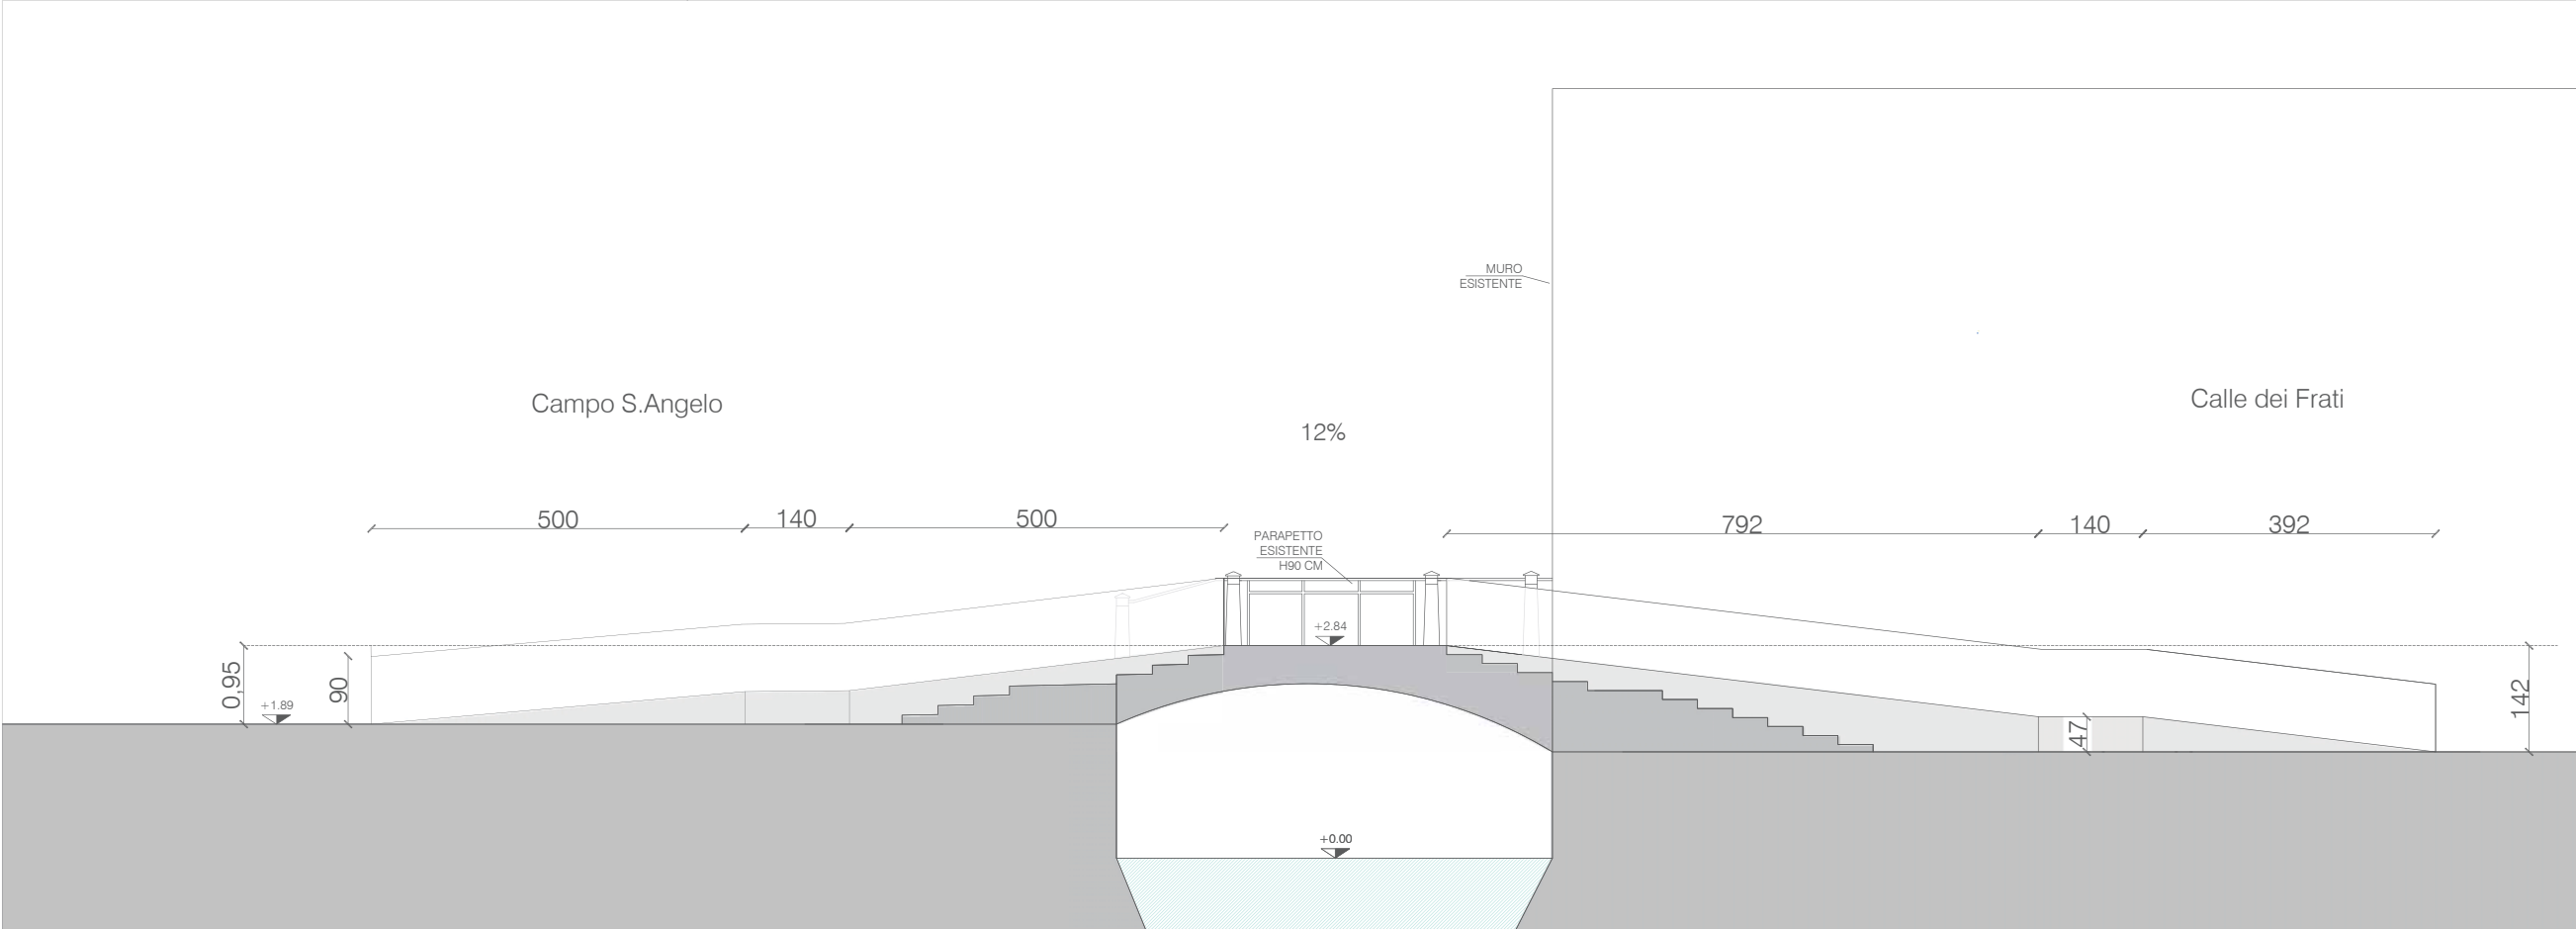 MURO
ESISTENTE
Campo S.Angelo
Calle dei Frati
12%
500
140
500
792
140
392
PARAPETTO
ESISTENTE
H90 CM
+2.84
0,95
90
+1.89
47
142
+0.00